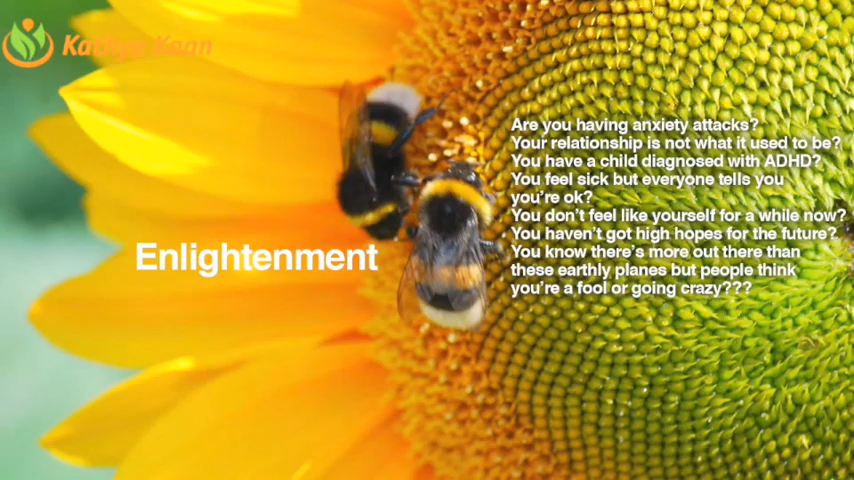 Kathya Kaan
Are you having anxiety attacks?
Your relationship is not what it used to be?
You have a child diagnosed with ADHD?
You feel sick but everyone tells you
you're ok?
You don't feel like yourself for a while now?
You haven't got high hopes for the future?
You know there's more out there than
these earthly planes but people think
you're a fool or going crazy???
Enlightenment